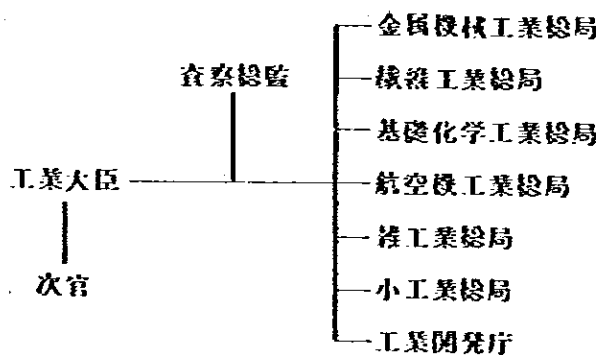 金属機械工業総局
査察総監
繊維工業総局
基礎化学工業総局
工業大臣
航空機工業総局
雑工業総局
次官
小工業総局
工業開発庁